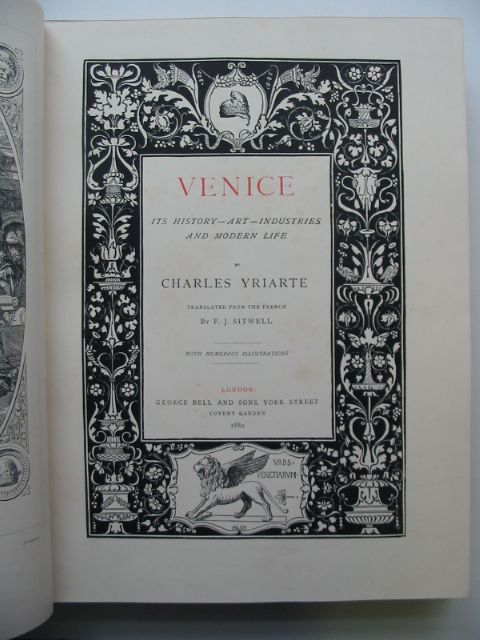 VENICE
ITS HISTORY—ART—INDUSTRIES
AND MODERN LIFE
BY
CHARLES YRIARTE
TRANSLATED FROM THE FRENCH
BY F. J. SITWELL
WITH NUMEROUS ILLUSTRATIONS
LONDON:
GEORGE BELL AND SONS, YORK STREET
COVENT GARDEN
1880
VRBS·
VENETIARVM·